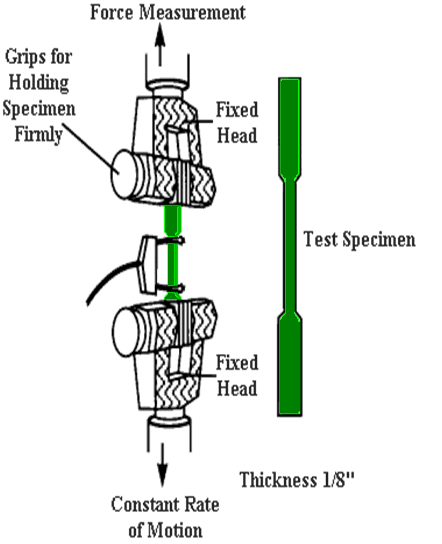 Force Measurement
Grips for
Holding
Specimen
Firmly
Fixed
Head
Test Specimen
Fixed
Head
Thickness 1/8"
Constant Rate
of Motion